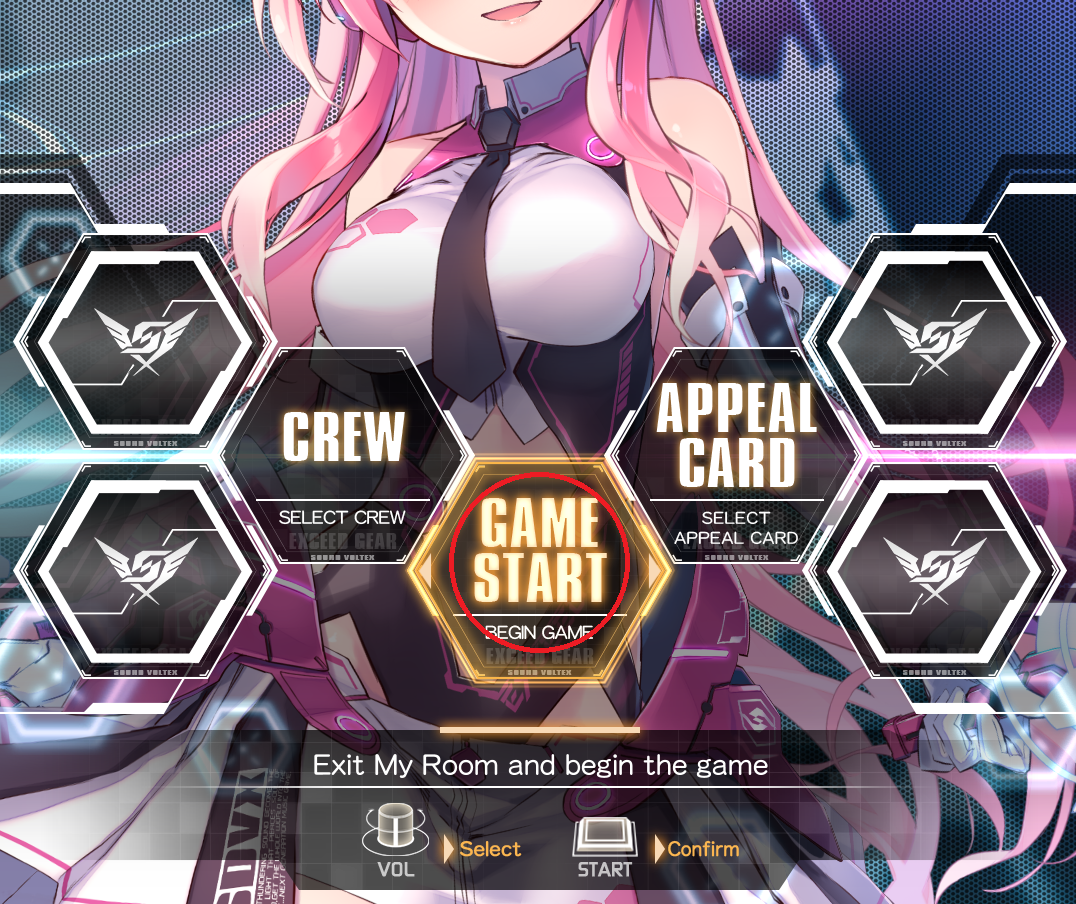 CREW
SELECT CREW
EXCEED GEAR
SOUND VOLTEX
APPEAL
CARD
SELECT
APPEAL CARD
SOUND VOLTEX
GAME
START
BEGIN GAME
EXCEED GEAR
SOUND VOLTEX
SOUND VOLTEX
SOUND VOLTEX
SOUND VOLTEX
SOUND VOLTEX
Exit My Room and begin the game
VOL
Select
START
Confirm